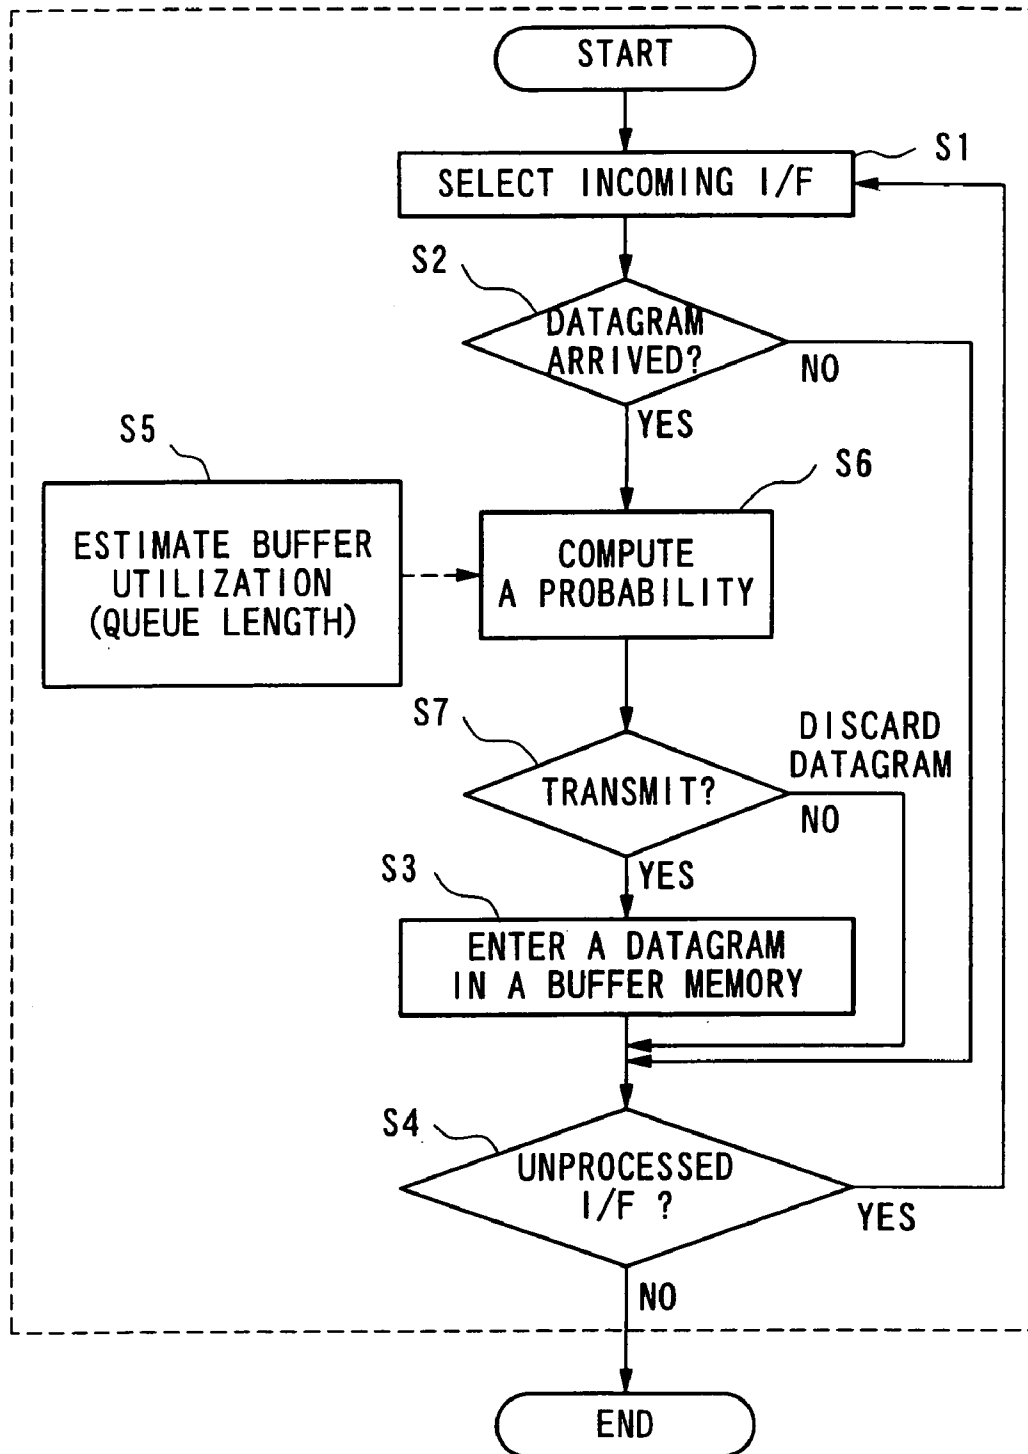 START
S1
SELECT INCOMING I/F
S2
DATAGRAM
ARRIVED?
NO
YES
S5
S6
ESTIMATE BUFFER
UTILIZATION
(QUEUE LENGTH)
COMPUTE
A PROBABILITY
S7
DISCARD
DATAGRAM
TRANSMIT?
NO
YES
S3
ENTER A DATAGRAM
IN A BUFFER MEMORY
S4
UNPROCESSED
I/F ?
YES
NO
END